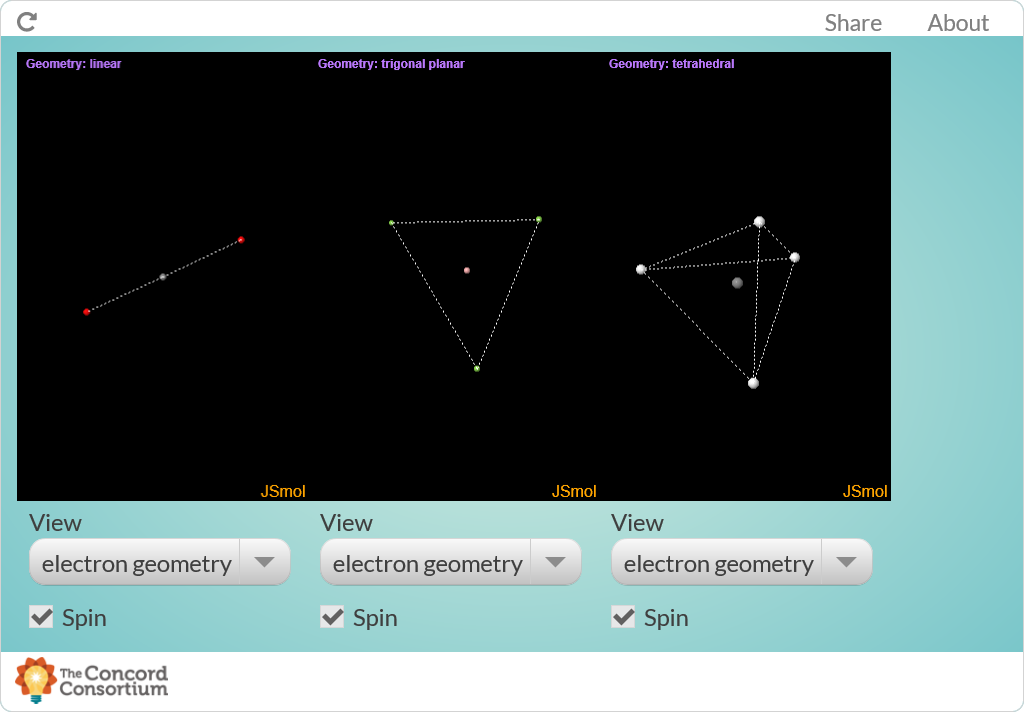 Share About
Geometry: linear Geometry: trigonal planar Geometry: tetrahedral
JSmol JSmol JSmol
View View View
electron geometry electron geometry electron geometry
Spin Spin Spin
The Concord
Consortium